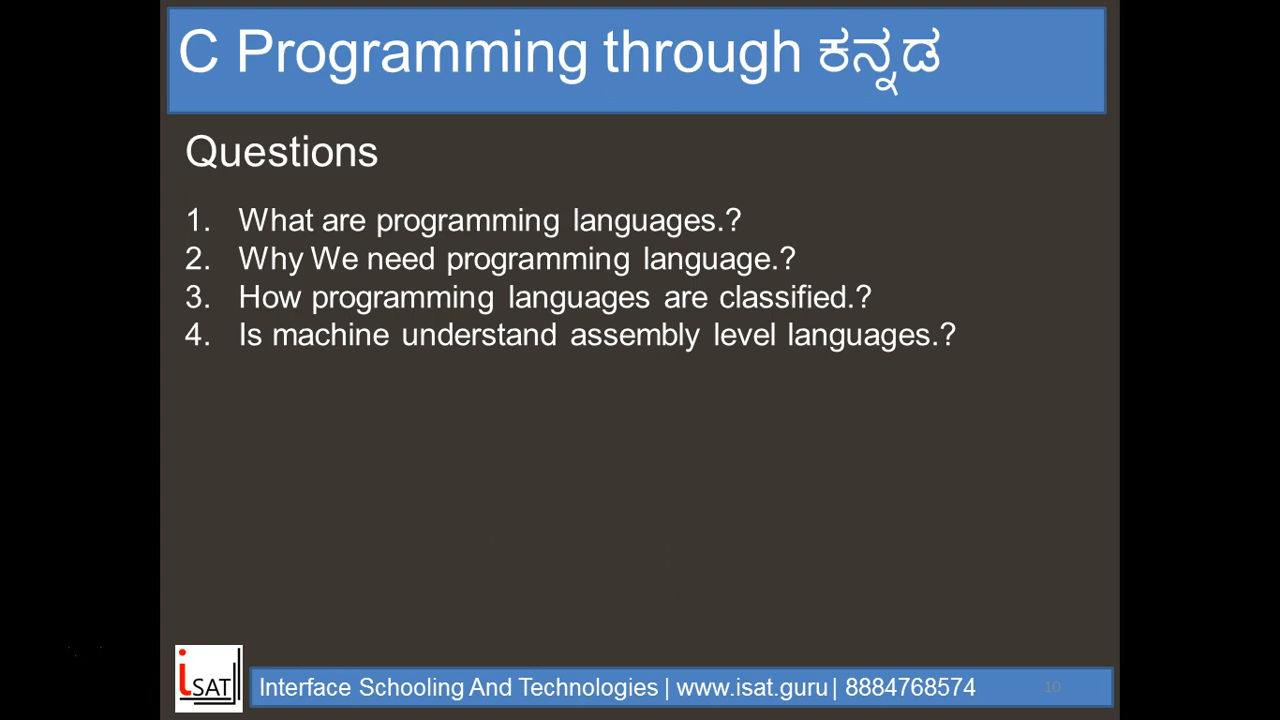 C Programming through ಕನ್ನಡ
Questions
1. What are programming languages.?
2. Why We need programming language.?
3. How programming languages are classified.?
4. Is machine understand assembly level languages.?
iSAT
Interface Schooling And Technologies | www.isat.guru | 8884768574
10